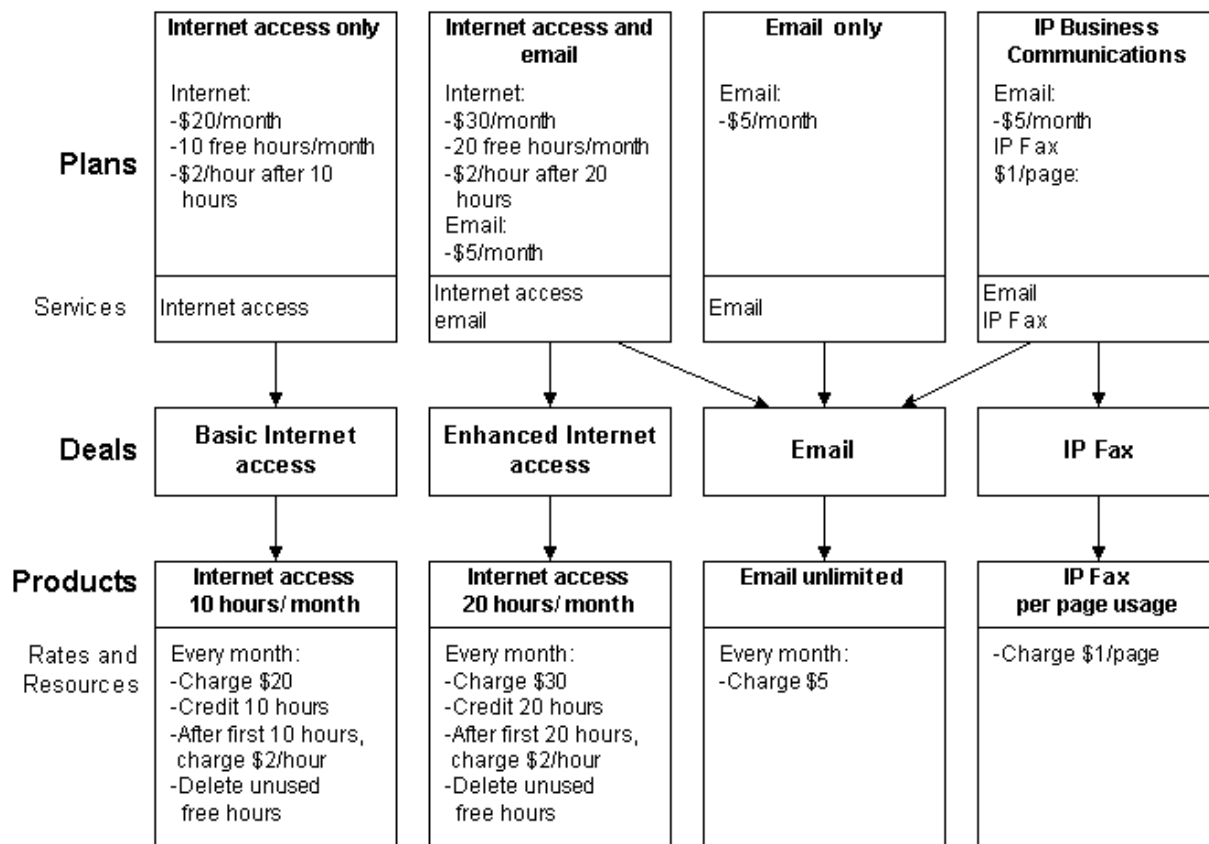 Plans
Internet access only
Internet:
-$20/month
-10 free hours/month
-$2/hour after 10
hours
Internet access and
email
Internet:
-$30/month
-20 free hours/month
-$2/hour after 20
hours
Email:
-$5/month
Email only
Email:
-$5/month
IP Business
Communications
Email:
-$5/month
IP Fax
$1/page:
Services
Internet access
Internet access
email
Email
Email
IP Fax
Deals
Basic Internet
access
Enhanced Internet
access
Email
IP Fax
Products
Internet access
10 hours/month
Internet access
20 hours/month
Email unlimited
IP Fax
per page usage
Rates and
Resources
Every month:
-Charge $20
-Credit 10 hours
-After first 10 hours,
charge $2/hour
-Delete unused
free hours
Every month:
-Charge $30
-Credit 20 hours
-After first 20 hours,
charge $2/hour
-Delete unused
free hours
Every month:
-Charge $5
-Charge $1/page